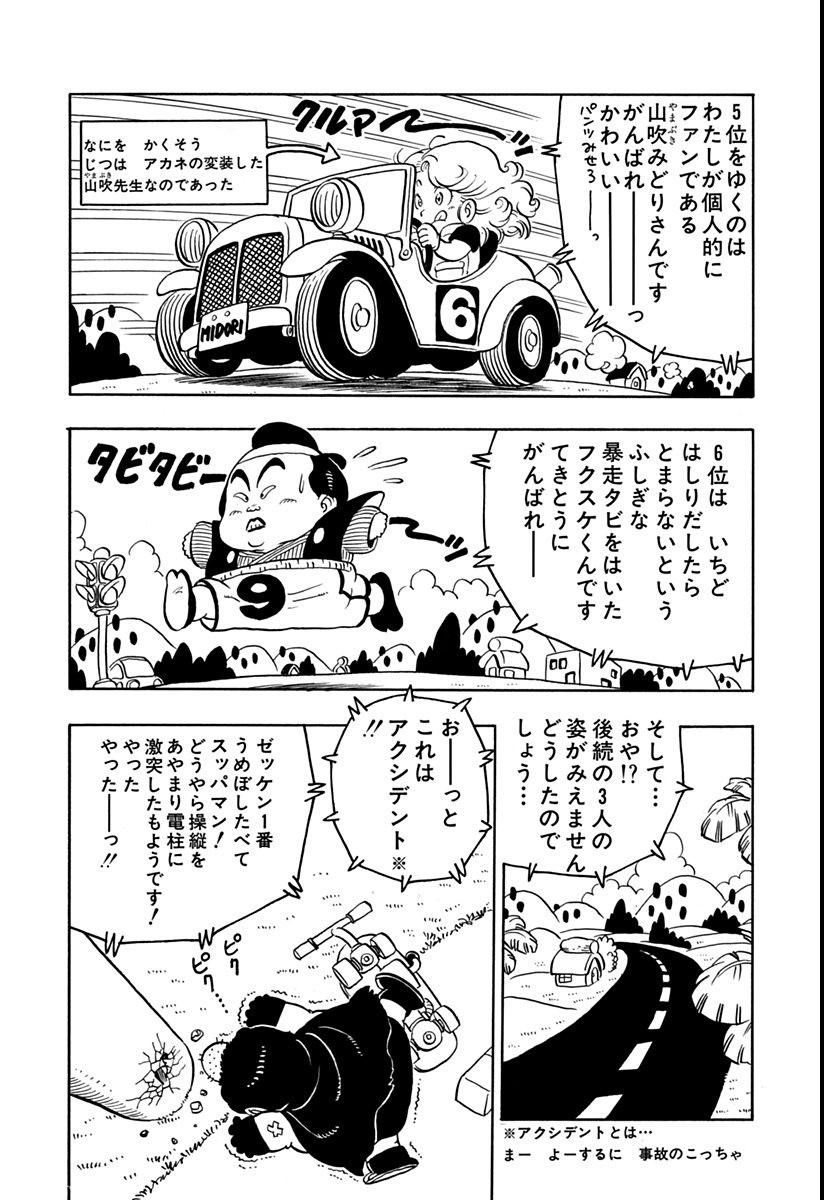 5位をゆくのは
わたしが個人的に
ファンである
山吹みどりさんです
やまぶき
がんばれ━━━━っ
かわいい━━━━
パンツみせろ━━っ
クルマ〜〜
なにを　かくそう
じつは　アカネの変装した
山吹先生なのであった
やまぶき
MIDORI
6
6位は　いちど
はしりだしたら
とまらないという
ふしぎな
暴走タビをはいた
フクスケくんです
てきとうに
がんばれ━━
タビタビー
〜〜
9
そして…
おや!?
後続の3人の
姿がみえません
どうしたので
しょう…
※アクシデントとは…
まー　よーするに　事故のこっちゃ
お━━っと
これは
アクシデント※
!!
ゼッケン1番
うめぼしたべて
スッパマン!
どうやら操縦を
あやまり電柱に
激突したもようです!
やった
やった━━っ!!
ピク
ピク…